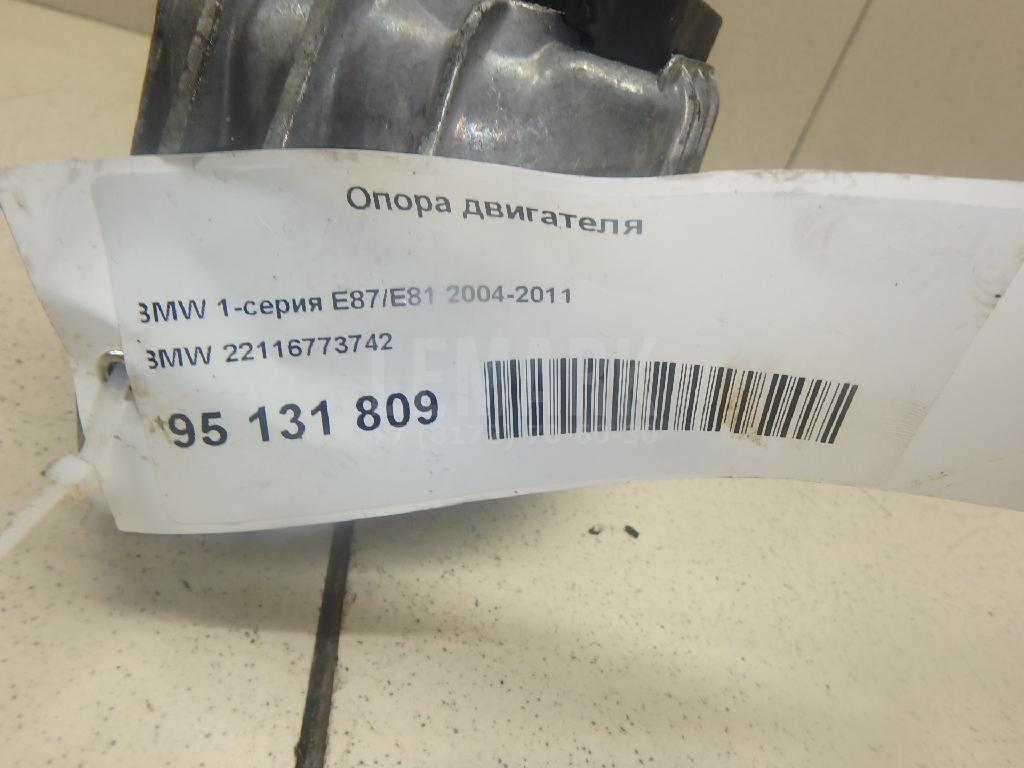 Опора двигателя
BMW 1-серия E87/E81 2004-2011
BMW 22116773742
95 131 809